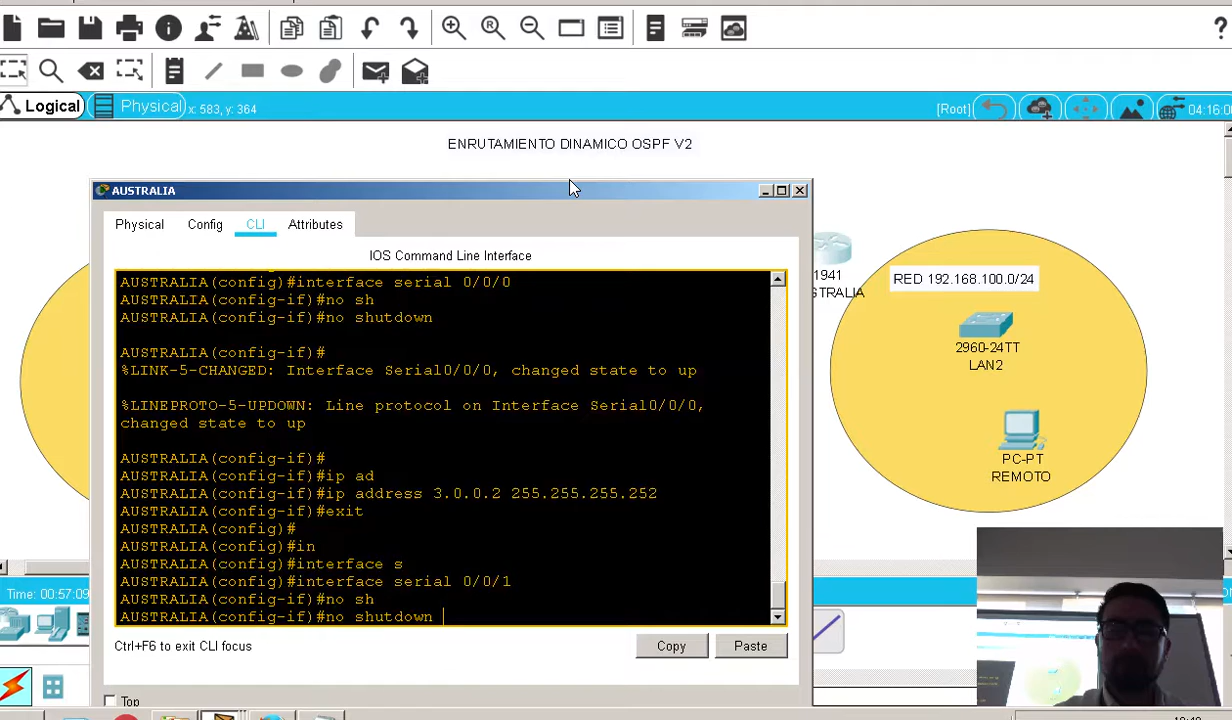 Logical
Physical
x: 583, y: 364
[Root]
04:16:0
ENRUTAMIENTO DINAMICO OSPF V2
AUSTRALIA
Physical
Config
CLI
Attributes
IOS Command Line Interface
AUSTRALIA(config)#interface serial 0/0/0
AUSTRALIA(config-if)#no sh
AUSTRALIA(config-if)#no shutdown
AUSTRALIA(config-if)#
%LINK-5-CHANGED: Interface Serial0/0/0, changed state to up
%LINEPROTO-5-UPDOWN: Line protocol on Interface Serial0/0/0,
changed state to up
AUSTRALIA(config-if)#
AUSTRALIA(config-if)#ip ad
AUSTRALIA(config-if)#ip address 3.0.0.2 255.255.255.252
AUSTRALIA(config-if)#exit
AUSTRALIA(config)#
AUSTRALIA(config)#in
AUSTRALIA(config)#interface s
AUSTRALIA(config)#interface serial 0/0/1
AUSTRALIA(config-if)#no sh
AUSTRALIA(config-if)#no shutdown
Ctrl+F6 to exit CLI focus
Copy
Paste
Top
1941
STRALIA
RED 192.168.100.0/24
2960-24TT
LAN2
PC-PT
REMOTO
Time: 00:57:09